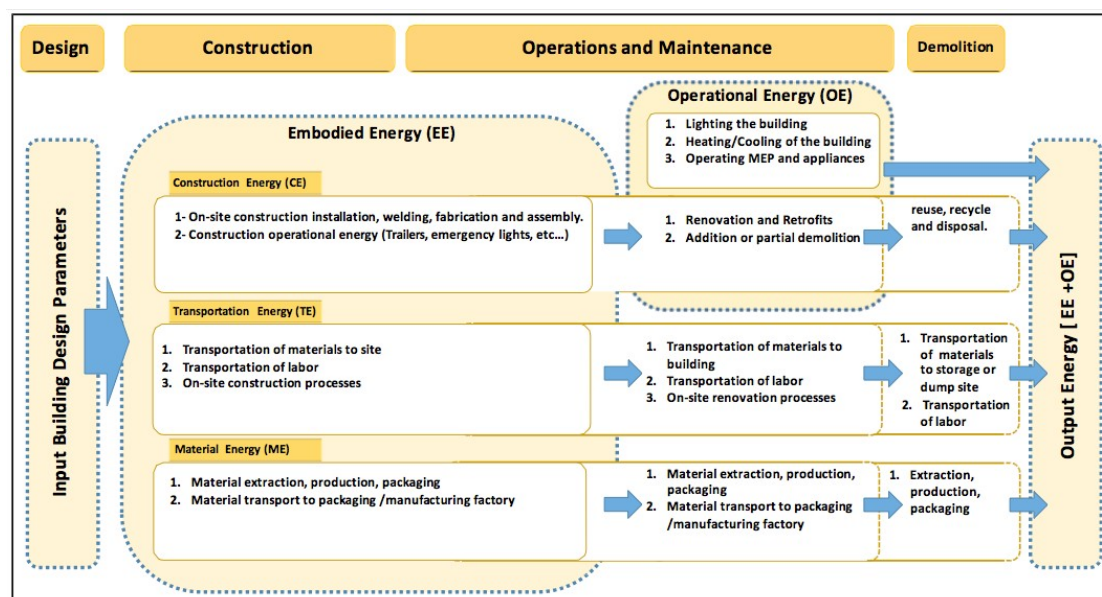 Design
Construction
Operations and Maintenance
Demolition
Input Building Design Parameters
Embodied Energy (EE)
Operational Energy (OE)
1. Lighting the building
2. Heating/Cooling of the building
3. Operating MEP and appliances
Construction Energy (CE)
1- On-site construction installation, welding, fabrication and assembly.
2- Construction operational energy (Trailers, emergency lights, etc...)
1. Renovation and Retrofits
2. Addition or partial demolition
reuse, recycle
and disposal.
Transportation Energy (TE)
1. Transportation of materials to site
2. Transportation of labor
3. On-site construction processes
1. Transportation of materials to
building
2. Transportation of labor
3. On-site renovation processes
1. Transportation
of materials
to storage or
dump site
2. Transportation
of labor
Material Energy (ME)
1. Material extraction, production, packaging
2. Material transport to packaging /manufacturing factory
1. Material extraction, production,
packaging
2. Material transport to packaging
/manufacturing factory
1. Extraction,
production,
packaging
Output Energy [ EE +OE]